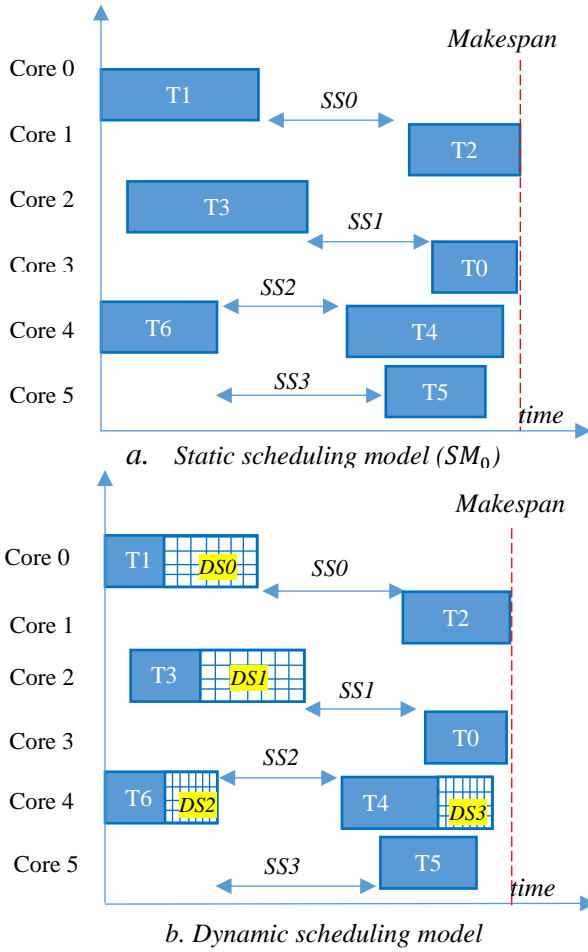 Makespan
Core 0
T1
SS0
Core 1
T2
Core 2
T3
SS1
Core 3
T0
SS2
Core 4
T6
T4
SS3
Core 5
T5
time
a. Static scheduling model (SM₀)
Makespan
Core 0
T1
DS0
SS0
Core 1
T2
Core 2
T3
DS1
SS1
Core 3
T0
SS2
Core 4
T6
DS2
T4
DS3
Core 5
SS3
T5
time
b. Dynamic scheduling model